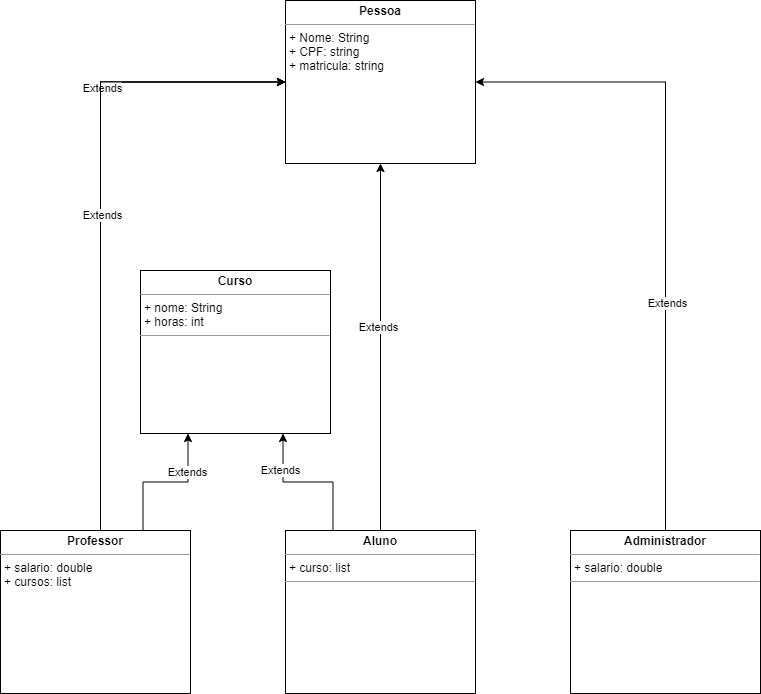 Pessoa
+ Nome: String
+ CPF: string
+ matricula: string
Extends
Extends
Curso
+ nome: String
+ horas: int
Extends
Extends
Extends
Extends
Professor
+ salario: double
+ cursos: list
Aluno
+ curso: list
Administrador
+ salario: double